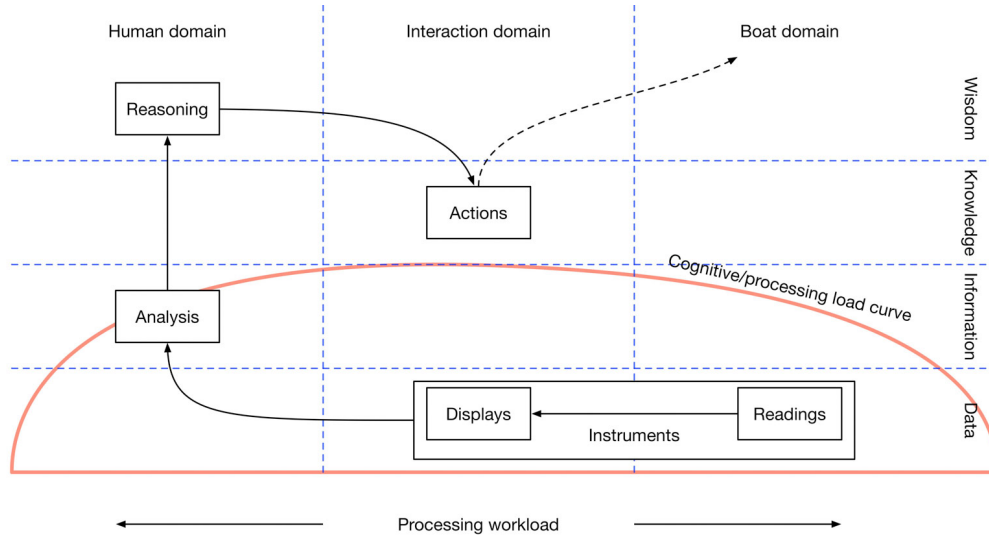 Human domain
Interaction domain
Boat domain
Reasoning
Wisdom
Actions
Knowledge
Cognitive/processing load curve
Analysis
Information
Displays
Readings
Instruments
Data
Processing workload